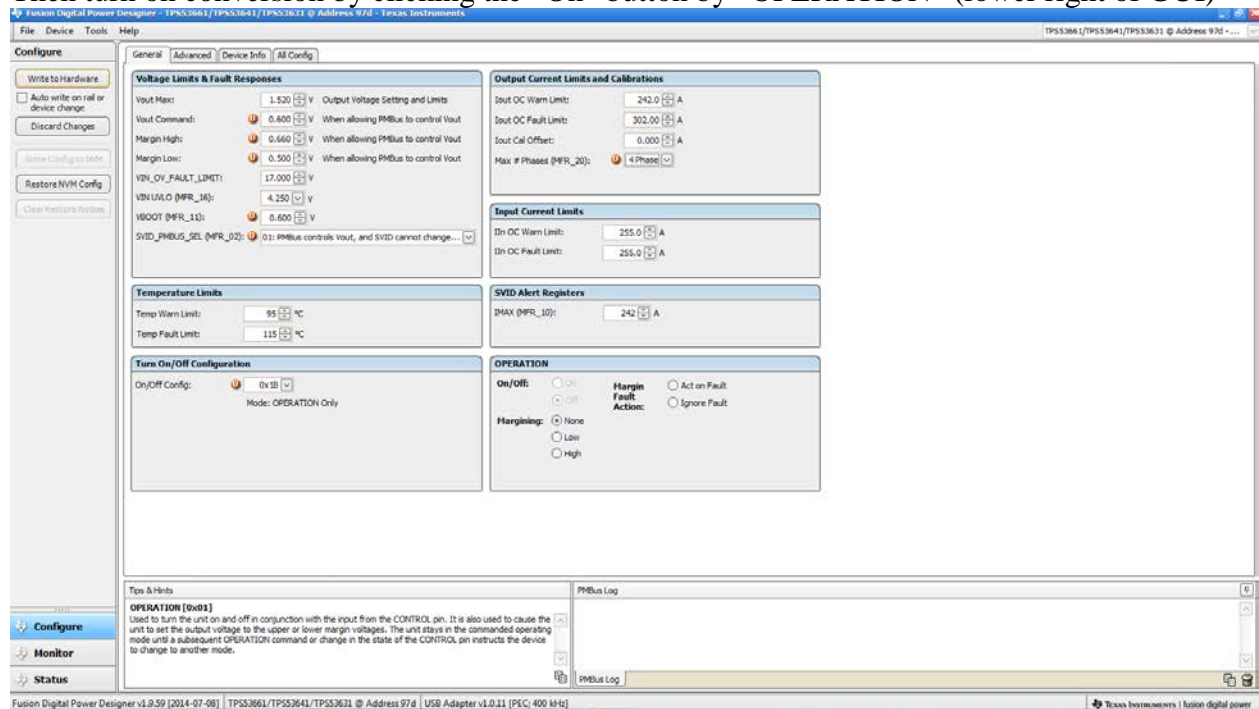 Then turn on conversion by clicking the "On" button by "OPERATION" (lower right of GUI)
Fusion Digital Power Designer - TPS53661/TPS53641/TPS53631 @ Address 97d - Texas Instruments
File Device Tools Help
TPS53661/TPS53641/TPS53631 @ Address 97d - ...
Configure
Write to Hardware
Auto write on rail or
device change
Discard Changes
Store Config to NVM
Restore NVM Config
Clear Restore Notices
General Advanced Device Info All Config
Voltage Limits & Fault Responses
Vout Max: 1.520 V Output Voltage Setting and Limits
Vout Command: 0.600 V When allowing PMBus to control Vout
Margin High: 0.660 V When allowing PMBus to control Vout
Margin Low: 0.500 V When allowing PMBus to control Vout
VIN_OV_FAULT_LIMIT: 17.000 V
VIN UVLO (MFR_16): 4.250 V
VBOOT (MFR_11): 0.600 V
SVID_PMBUS_SEL (MFR_02): 01: PMBus controls Vout, and SVID cannot change...
Output Current Limits and Calibrations
Iout OC Warn Limit: 242.0 A
Iout OC Fault Limit: 302.00 A
Iout Cal Offset: 0.000 A
Max # Phases (MFR_20): 4 Phase
Input Current Limits
IIn OC Warn Limit: 255.0 A
IIn OC Fault Limit: 255.0 A
Temperature Limits
Temp Warn Limit: 95 °C
Temp Fault Limit: 115 °C
SVID Alert Registers
IMAX (MFR_10): 242 A
Turn On/Off Configuration
On/Off Config: 0x1B
Mode: OPERATION Only
OPERATION
On/Off: On
Off
Margin
Fault
Action:
Act on Fault
Ignore Fault
Margining: None
Low
High
Tips & Hints
OPERATION [0x01]
Used to turn the unit on and off in conjunction with the input from the CONTROL pin. It is also used to cause the
unit to set the output voltage to the upper or lower margin voltages. The unit stays in the commanded operating
mode until a subsequent OPERATION command or change in the state of the CONTROL pin instructs the device
to change to another mode.
PMBus Log
PMBus Log
Configure
Monitor
Status
Fusion Digital Power Designer v1.9.59 [2014-07-08] TPS53661/TPS53641/TPS53631 @ Address 97d USB Adapter v1.0.11 [PEC; 400 kHz]
Texas Instruments | fusion digital power